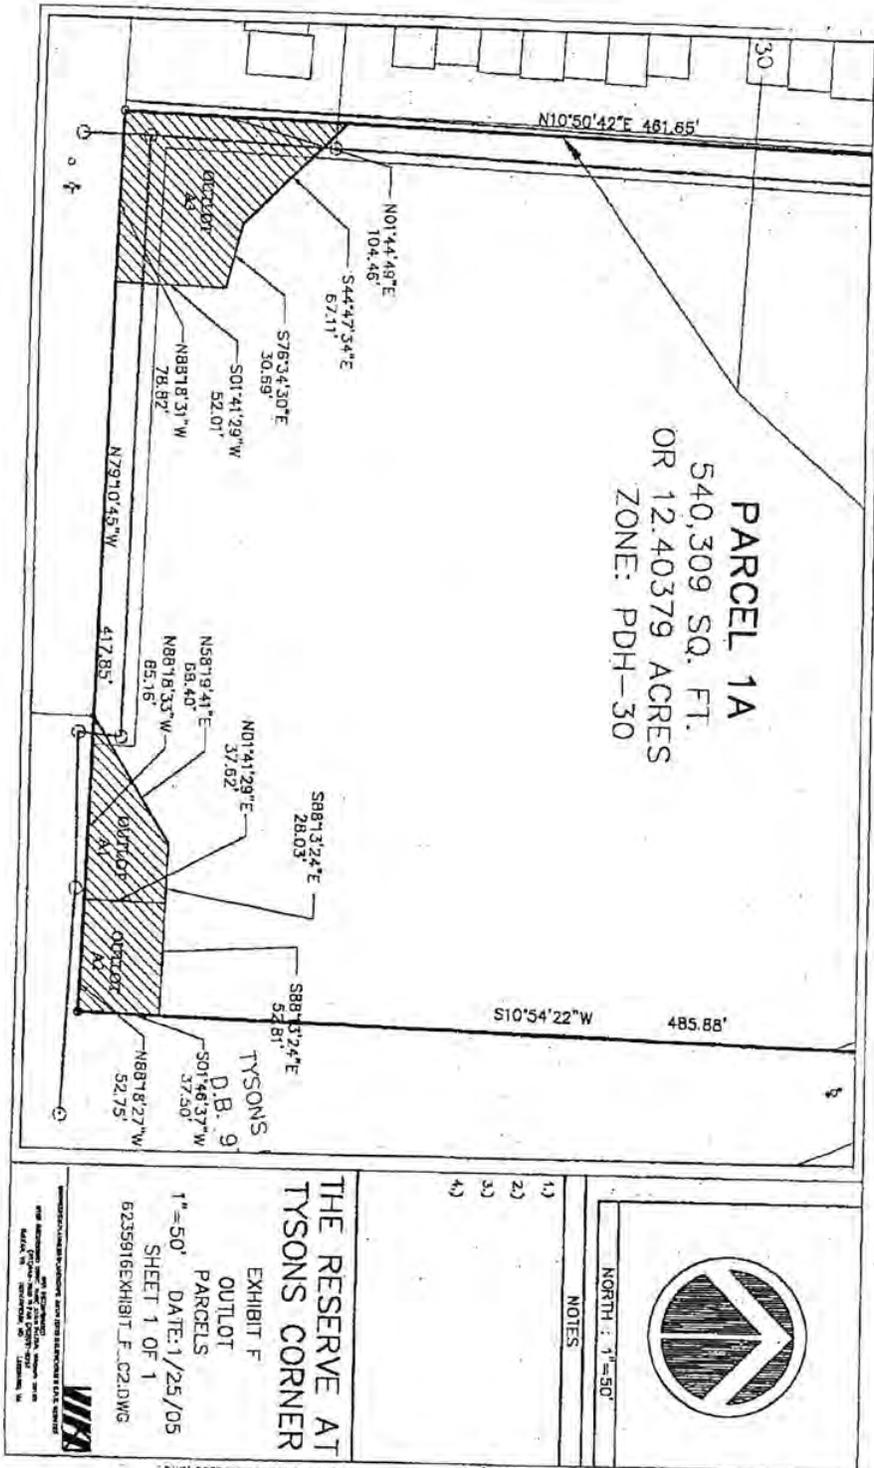 30
N10°50'42"E 461.65'
N01°44'49"E
104.46'
S44°47'34"E
67.11'
S76°34'30"E
30.69'
S01°41'29"W
52.01'
N88°18'31"W
78.82'
OUTLOT
PARCEL 1A
540,309 SQ. FT.
OR 12.40379 ACRES
ZONE: PDH-30
N79°10'45"W 417.85'
N58°19'41"E
N88°18'33"W
65.16'
N01°41'29"E
37.62'
S88°13'24"E
28.03'
OUTLOT
A1
OUTLOT
A2
S88°13'24"E
52.81'
S10°54'22"W 485.88'
S01°46'37"W
37.50'
N88°18'27"W
52.75'
TYSONS
D.B. 9
NORTH: 1"=50'
NOTES
1.)
2.)
3.)
4.)
THE RESERVE AT
TYSONS CORNER
EXHIBIT F
OUTLOT
PARCELS
1"=50' DATE: 1/25/05
SHEET 1 OF 1